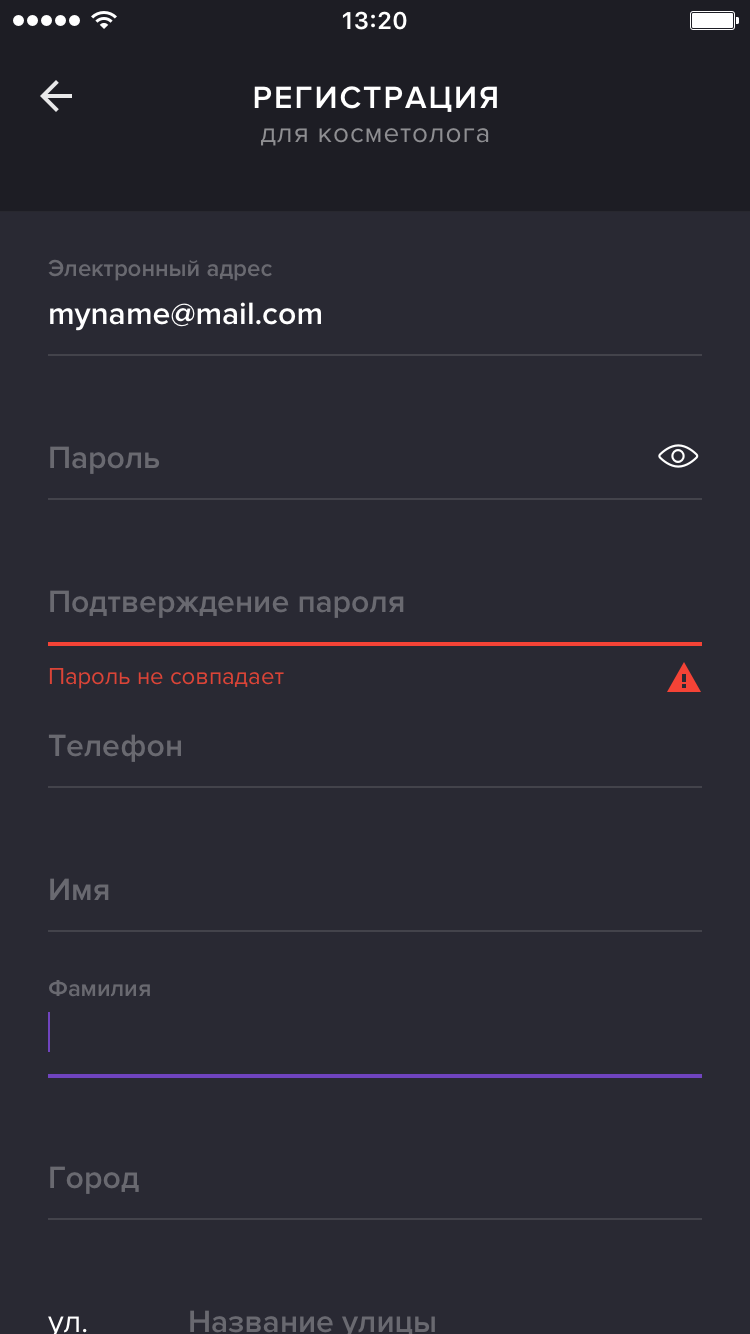 13:20
РЕГИСТРАЦИЯ
для косметолога
Электронный адрес
myname@mail.com
Пароль
Подтверждение пароля
Пароль не совпадает
Телефон
Имя
Фамилия
Город
ул. Название улицы